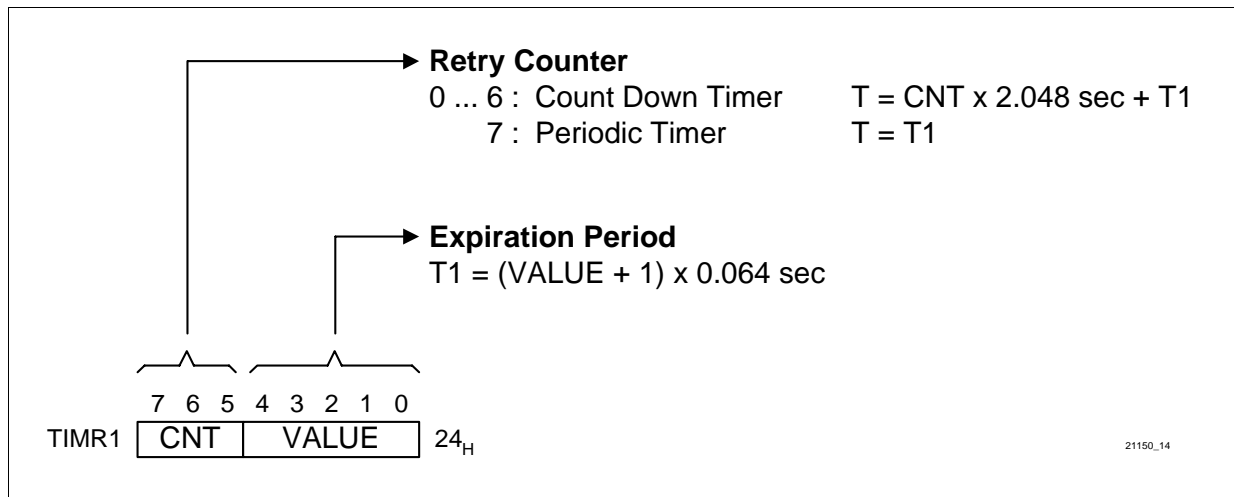 Retry Counter
0 ... 6 : Count Down Timer T = CNT x 2.048 sec + T1
7 : Periodic Timer T = T1
Expiration Period
T1 = (VALUE + 1) x 0.064 sec
7 6 5 4 3 2 1 0
TIMR1 CNT VALUE 24H
21150_14